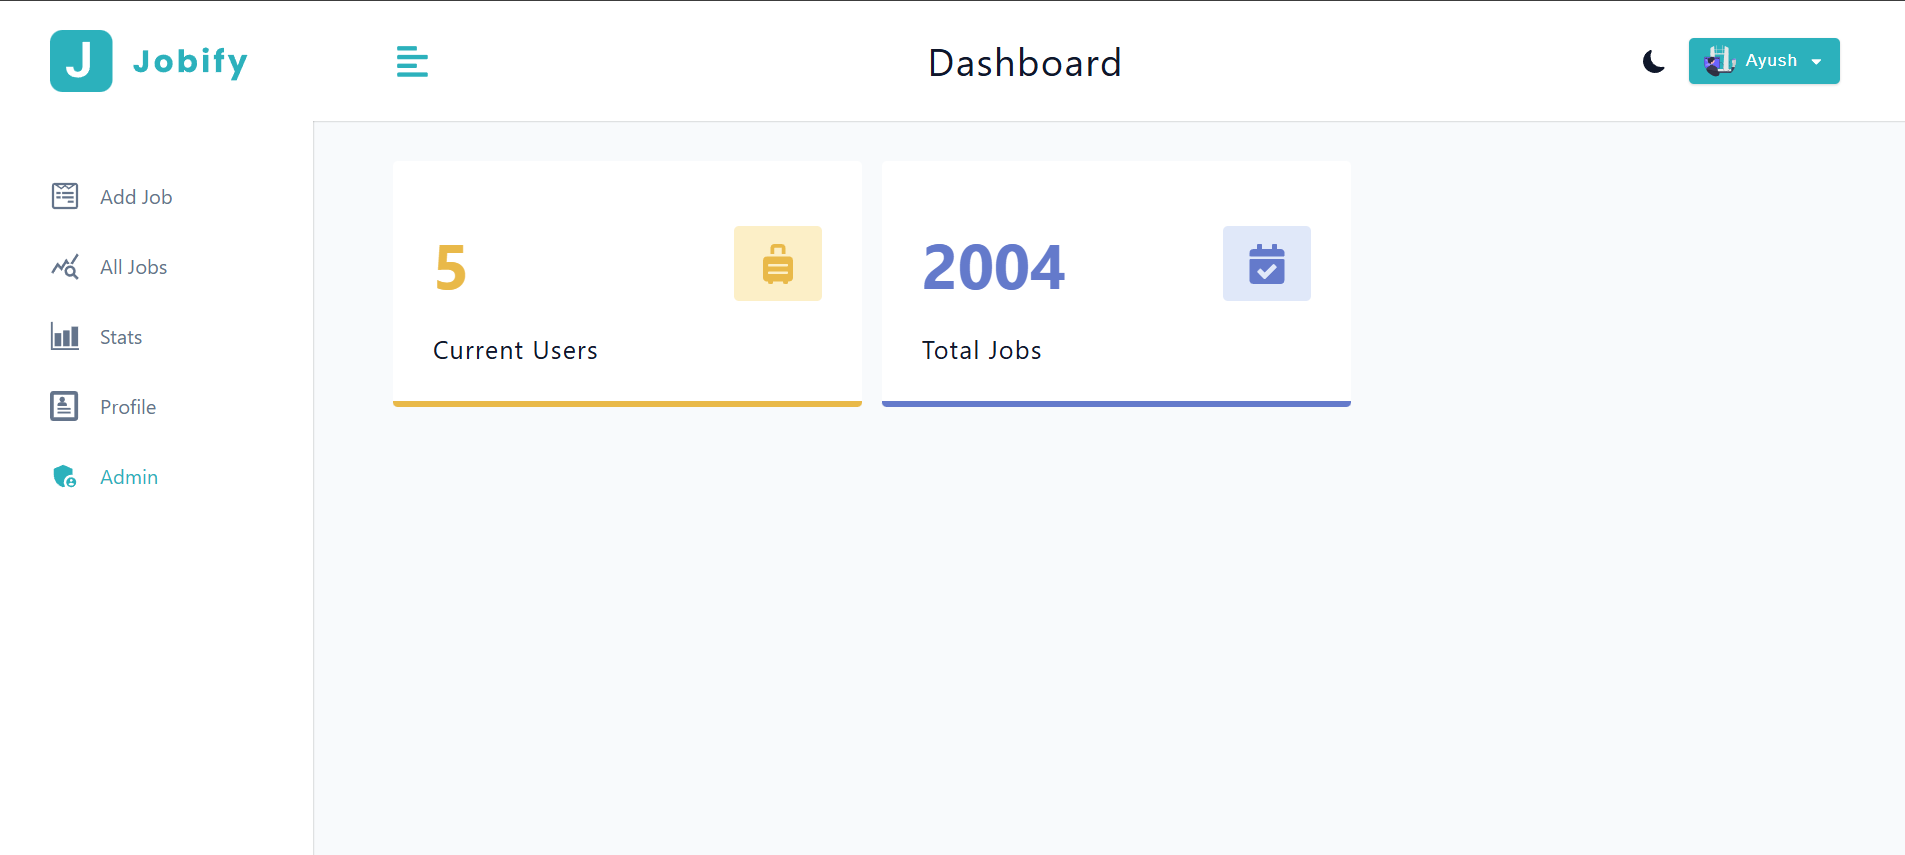 J Jobify
Dashboard
Ayush
Add Job
All Jobs
Stats
Profile
Admin
5
Current Users
2004
Total Jobs